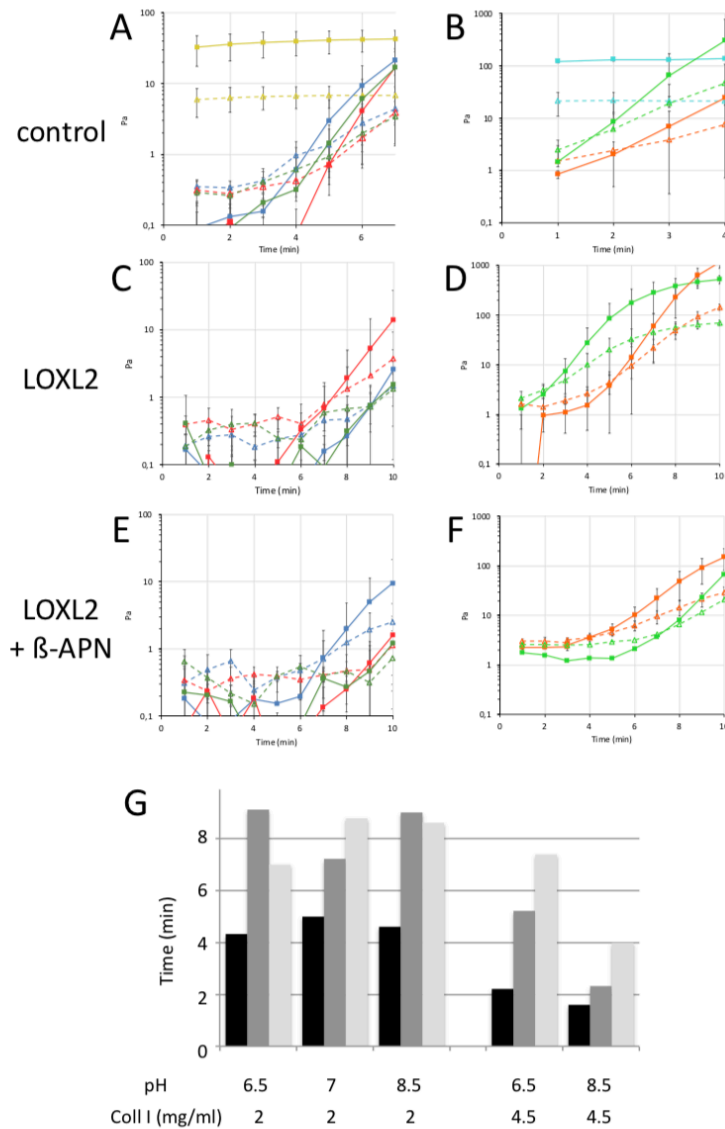 A
B
control
Pa
100
10
1
0,1
0
2
4
6
Time (min)
Pa
1000
100
10
1
0,1
0
1
2
3
4
Time (min)
C
D
LOXL2
Pa
100
10
1
0,1
0
2
4
6
8
10
Time (min)
Pa
1000
100
10
1
0,1
0
2
4
6
8
10
Time (min)
E
F
LOXL2
+ ß-APN
Pa
100
10
1
0,1
0
2
4
6
8
10
Time (min)
Pa
1000
100
10
1
0,1
0
2
4
6
8
10
Time (min)
G
Time (min)
8
6
4
2
0
pH 6.5 7 8.5 6.5 8.5
Coll I (mg/ml) 2 2 2 4.5 4.5